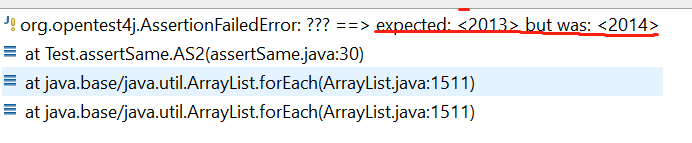 org.opentest4j.AssertionFailedError: ??? ==> expected: <2013> but was: <2014>
at Test.assertSame.AS2(assertSame.java:30)
at java.base/java.util.ArrayList.forEach(ArrayList.java:1511)
at java.base/java.util.ArrayList.forEach(ArrayList.java:1511)